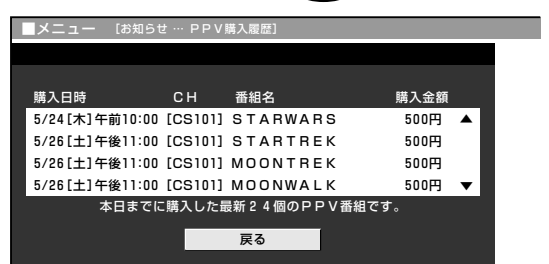 ■メニュー [お知らせ … ＰＰＶ購入履歴]
購入日時 ＣＨ 番組名 購入金額
5/24[木]午前10:00 [CS101] ＳＴＡＲＷＡＲＳ 500円 ▲
5/26[土]午後11:00 [CS101] ＳＴＡＲＴＲＥＫ 500円
5/26[土]午後11:00 [CS101] ＭＯＯＮＴＲＥＫ 500円
5/26[土]午後11:00 [CS101] ＭＯＯＮＷＡＬＫ 500円 ▼
本日までに購入した最新２４個のＰＰＶ番組です。
戻る